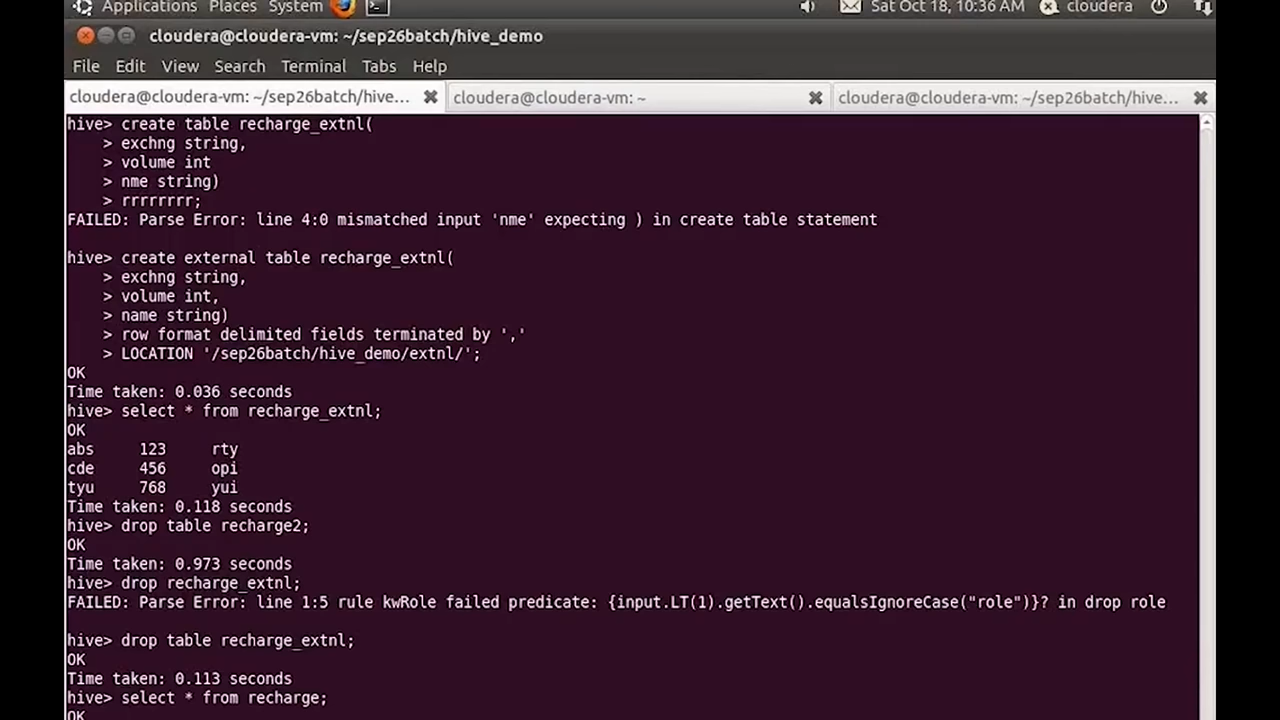 Applications Places System Sat Oct 18, 10:36 AM cloudera
cloudera@cloudera-vm: ~/sep26batch/hive_demo
File Edit View Search Terminal Tabs Help
cloudera@cloudera-vm: ~/sep26batch/hive... cloudera@cloudera-vm: ~ cloudera@cloudera-vm: ~/sep26batch/hive...
hive> create table recharge_extnl(
> exchng string,
> volume int
> nme string)
> rrrrrrrr;
FAILED: Parse Error: line 4:0 mismatched input 'nme' expecting ) in create table statement
hive> create external table recharge_extnl(
> exchng string,
> volume int,
> name string)
> row format delimited fields terminated by ','
> LOCATION '/sep26batch/hive_demo/extnl/';
OK
Time taken: 0.036 seconds
hive> select * from recharge_extnl;
OK
abs 123 rty
cde 456 opi
tyu 768 yui
Time taken: 0.118 seconds
hive> drop table recharge2;
OK
Time taken: 0.973 seconds
hive> drop recharge_extnl;
FAILED: Parse Error: line 1:5 rule kwRole failed predicate: {input.LT(1).getText().equalsIgnoreCase("role")}? in drop role
hive> drop table recharge_extnl;
OK
Time taken: 0.113 seconds
hive> select * from recharge;
OK